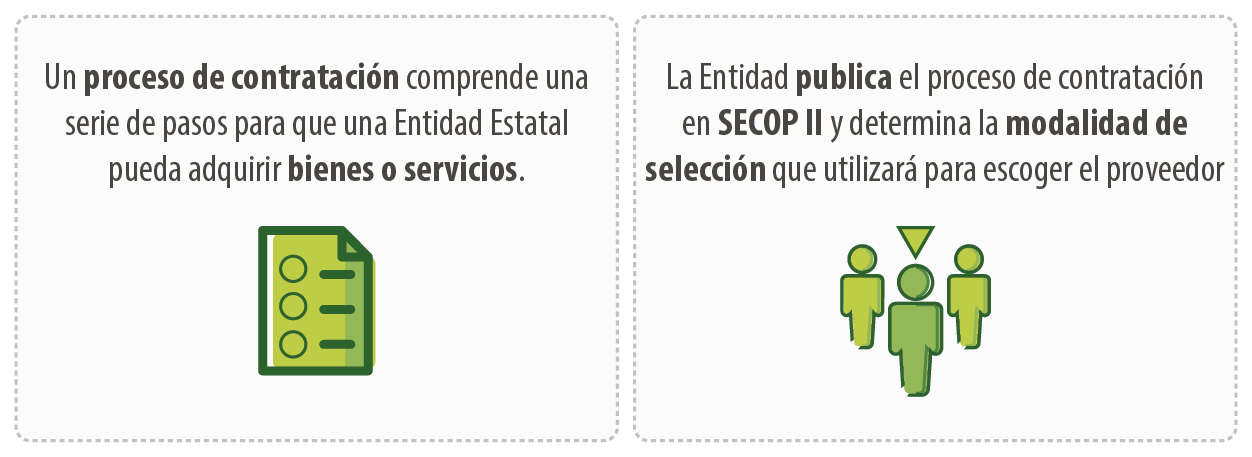 Un proceso de contratación comprende una
serie de pasos para que una Entidad Estatal
pueda adquirir bienes o servicios.
La Entidad publica el proceso de contratación
en SECOP II y determina la modalidad de
selección que utilizará para escoger el proveedor